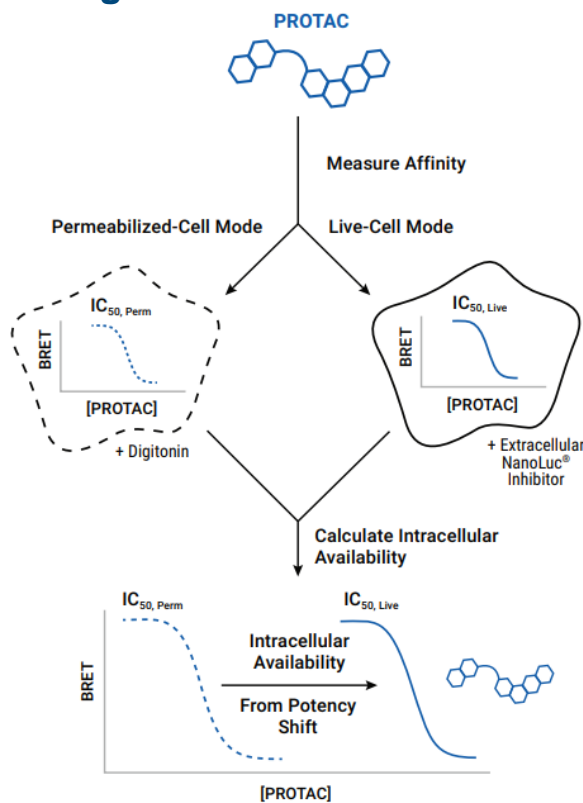 PROTAC
Measure Affinity
Permeabilized-Cell Mode
Live-Cell Mode
IC50, Perm
BRET
[PROTAC]
+ Digitonin
IC50, Live
BRET
[PROTAC]
+ Extracellular
NanoLuc®
Inhibitor
Calculate Intracellular
Availability
IC50, Perm
IC50, Live
BRET
Intracellular
Availability
From Potency
Shift
[PROTAC]